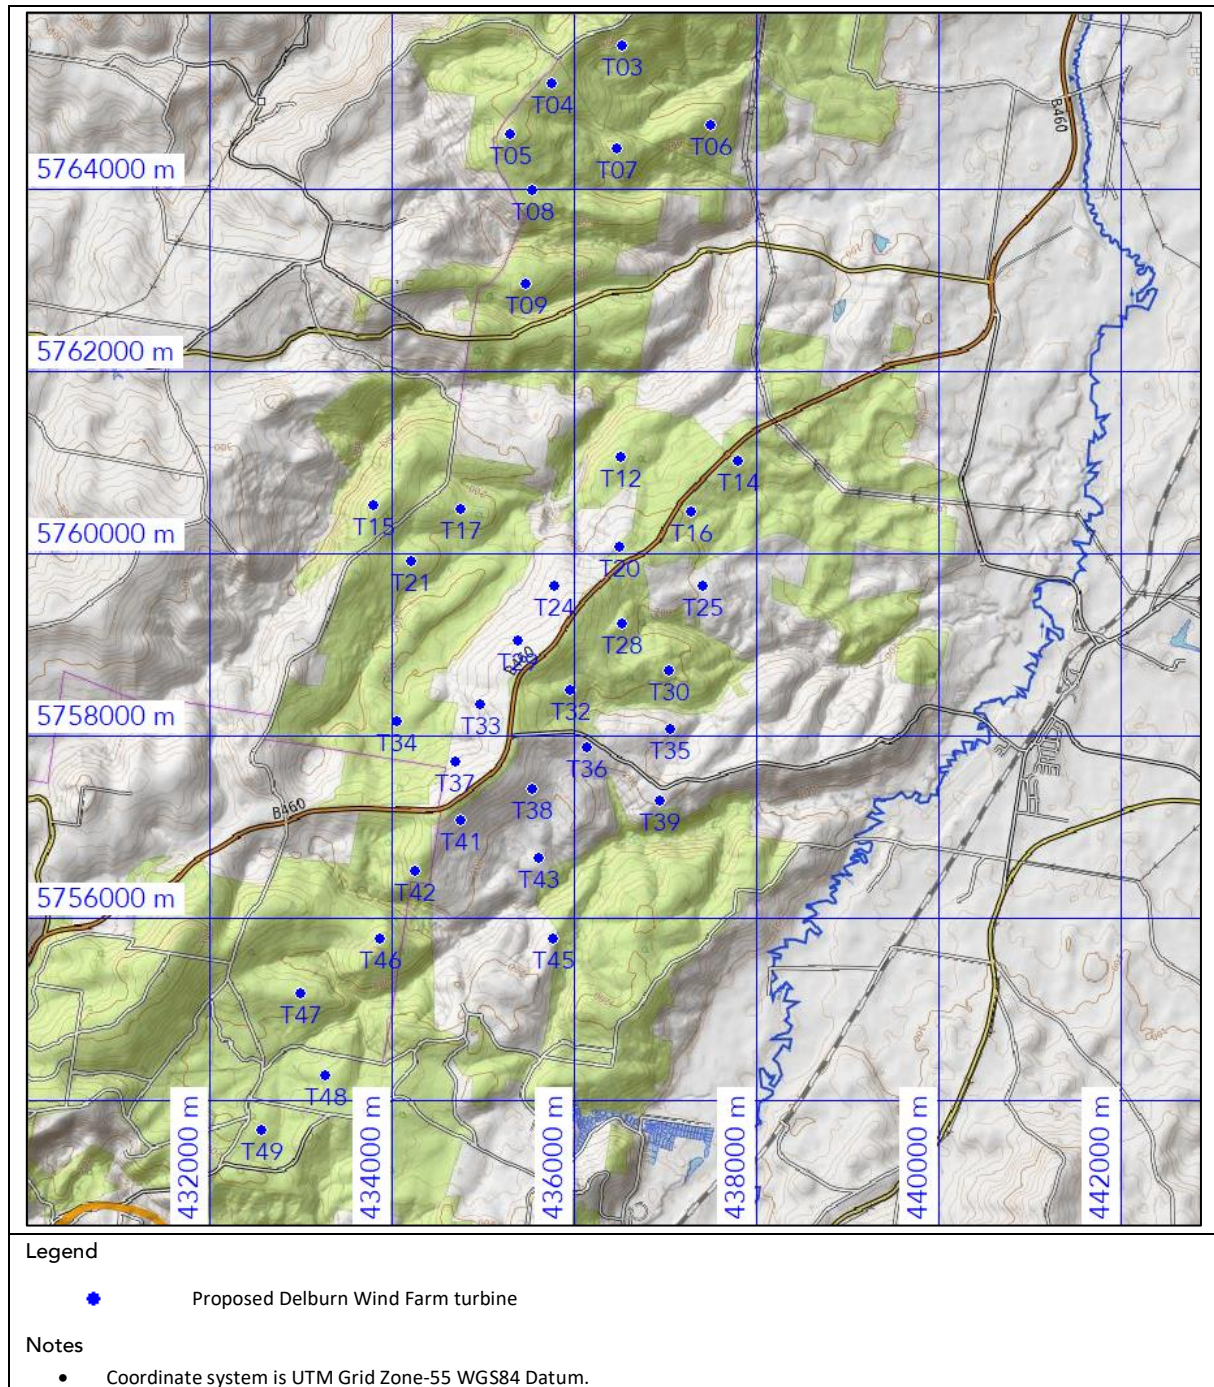 T03
T04
B460
T05
T07
T06
5764000 m
T08
T09
5762000 m
T12
T14
T15
T17
T16
5760000 m
T20
T21
T24
T25
T28
B460
T30
5758000 m
T32
T33
T34
T35
T36
T37
T38
T39
B460
T41
T43
T42
5756000 m
T46
T45
T47
T48
T49
432000 m
434000 m
436000 m
438000 m
440000 m
442000 m
Legend
Proposed Delburn Wind Farm turbine
Notes
• Coordinate system is UTM Grid Zone-55 WGS84 Datum.